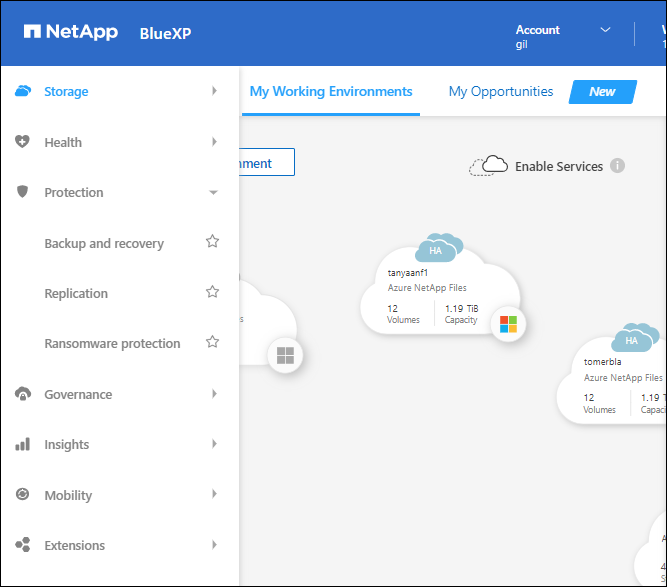 NetApp BlueXP
Account
gil
Storage
Health
Protection
Backup and recovery
Replication
Ransomware protection
Governance
Insights
Mobility
Extensions
My Working Environments
My Opportunities
New
Enable Services
HA
tanyaanf1
Azure NetApp Files
12 1.19 TiB
Volumes Capacity
HA
tomerbla
Azure NetApp Files
12 1.19
Volumes